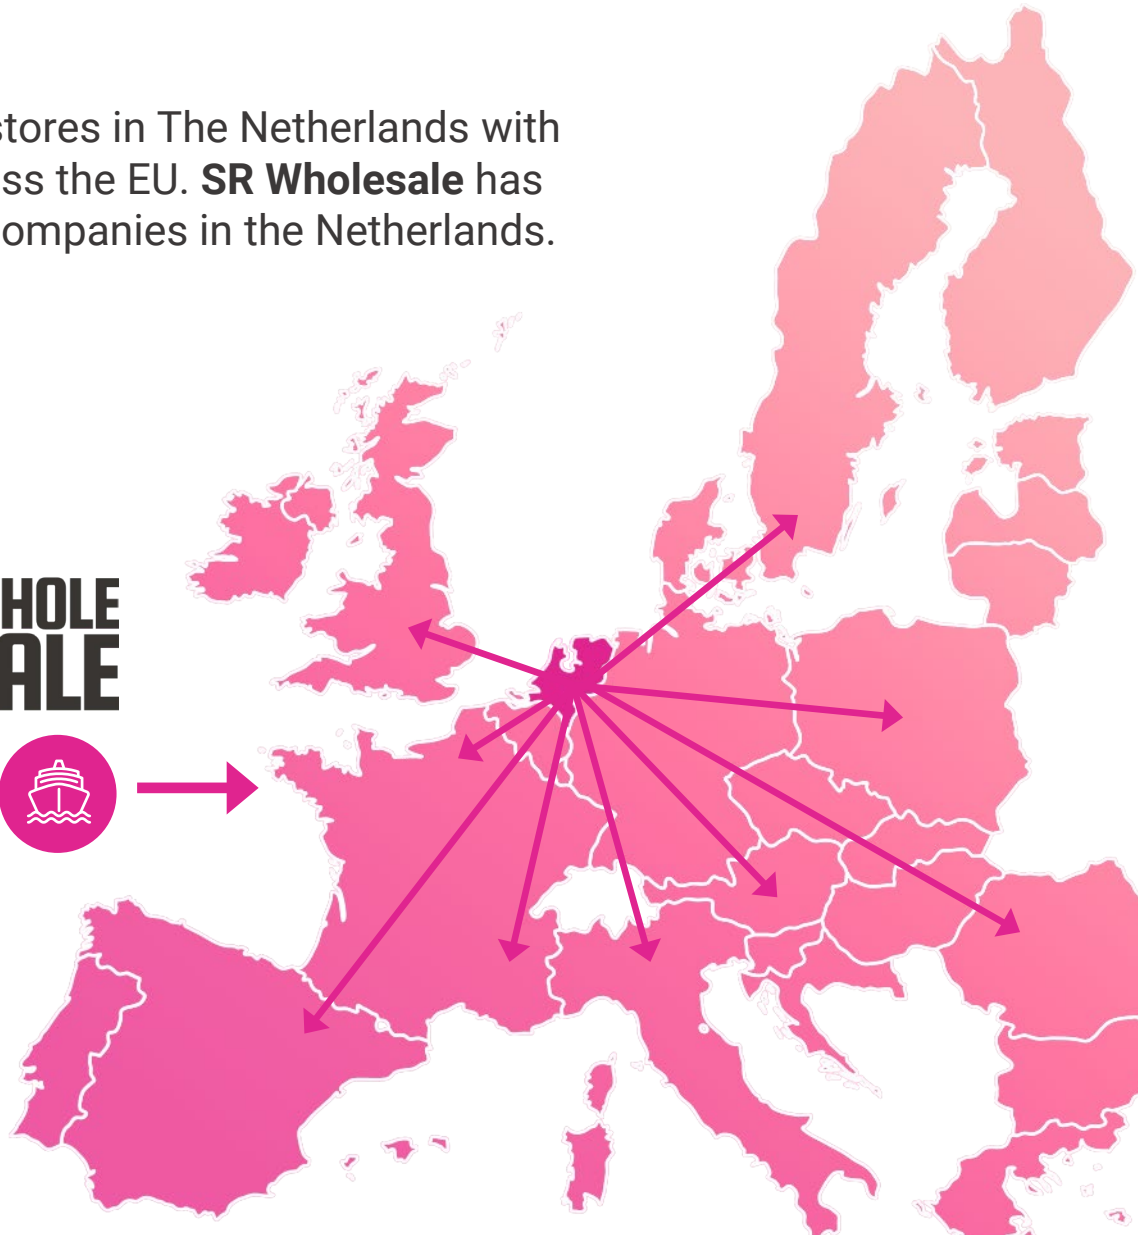 stores in The Netherlands with
ss the EU. SR Wholesale has
ompanies in the Netherlands.
HOLE
ALE